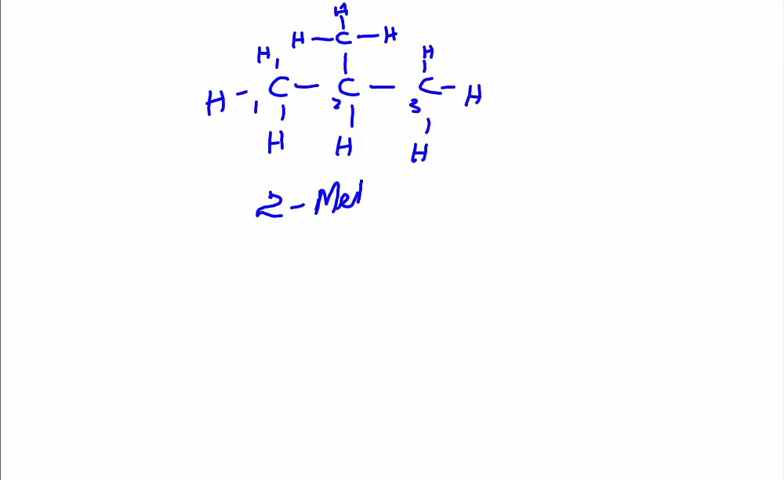 H
H — C — H
H H
H - C — C — C - H
1 2 3
H H H
2 - Met